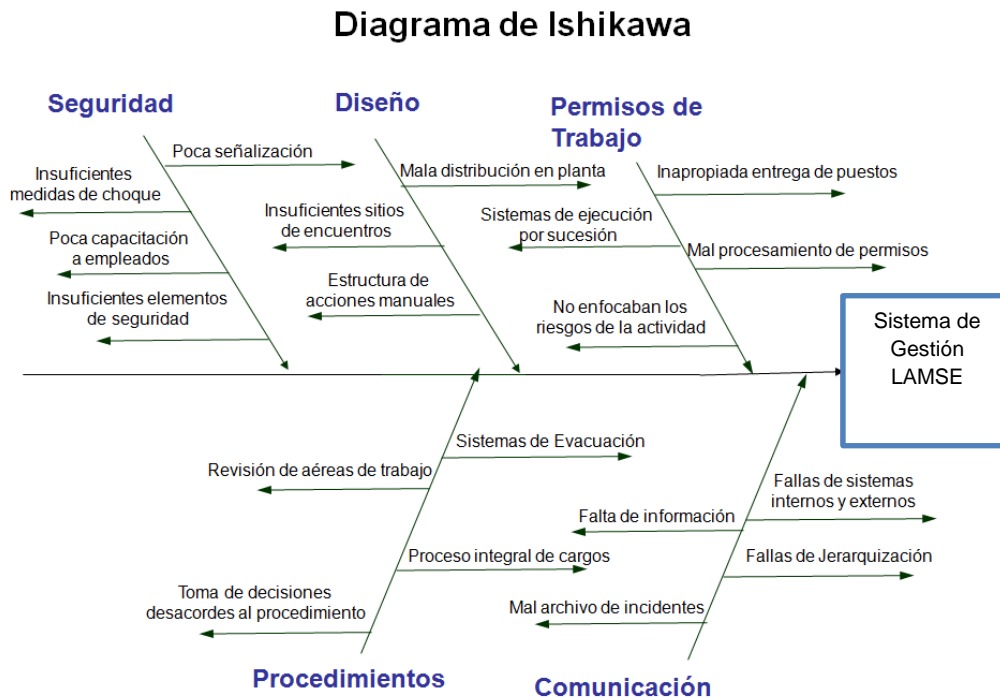 Diagrama de Ishikawa
Seguridad
Diseño
Permisos de
Trabajo
Poca señalización
Insuficientes
medidas de choque
Poca capacitación
a empleados
Insuficientes elementos
de seguridad
Mala distribución en planta
Insuficientes sitios
de encuentros
Estructura de
acciones manuales
Inapropiada entrega de puestos
Sistemas de ejecución
por sucesión
Mal procesamiento de permisos
No enfocaban los
riesgos de la actividad
Sistema de
Gestión
LAMSE
Sistemas de Evacuación
Revisión de aéreas de trabajo
Proceso integral de cargos
Toma de decisiones
desacordes al procedimiento
Procedimientos
Fallas de sistemas
internos y externos
Falta de información
Fallas de Jerarquización
Mal archivo de incidentes
Comunicación